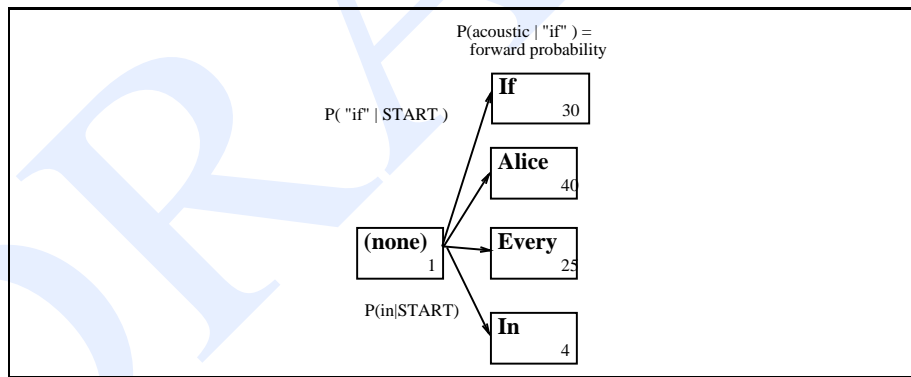 P(acoustic | "if" ) =
forward probability
If
30
P( "if" | START )
Alice
40
(none)
1
Every
25
P(in|START)
In
4